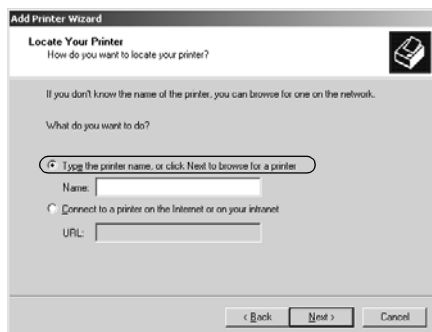 Add Printer Wizard
Locate Your Printer
How do you want to locate your printer?
If you don't know the name of the printer, you can browse for one on the network.
What do you want to do?
Type the printer name, or click Next to browse for a printer
Name:
Connect to a printer on the Internet or on your intranet
URL:
< Back Next > Cancel